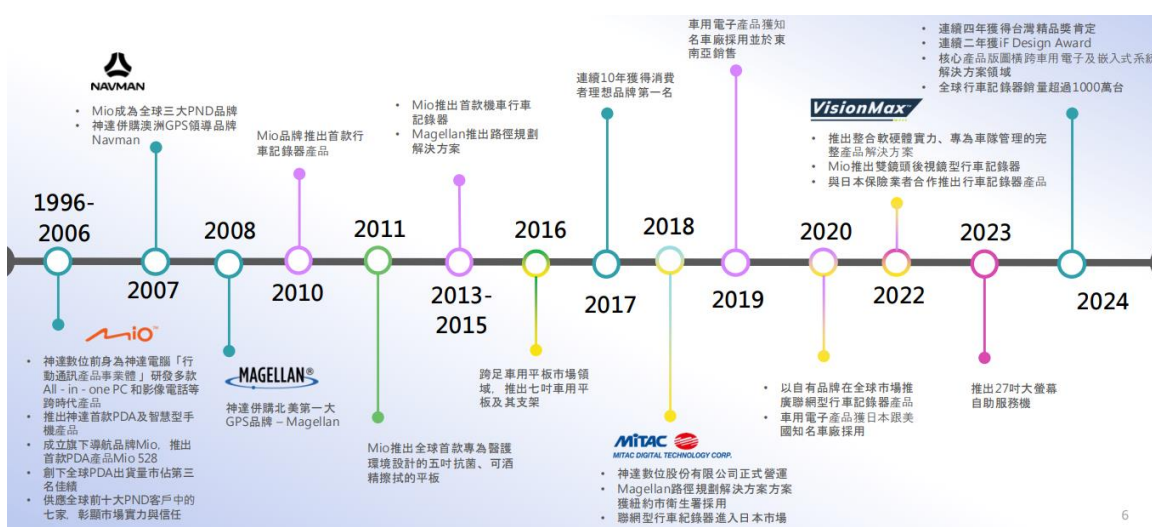 NAVMAN
• Mio成為全球三大PND品牌
• 神達併購澳洲GPS領導品牌
Navman
1996-
2006
2007
Mio™
• 神達數位前身為神達電腦「行
動通訊產品事業體」研發多款
All - in - one PC 和影像電話等
跨時代產品
• 推出神達首款PDA及智慧型手
機產品
• 成立旗下導航品牌Mio，推出
首款PDA產品Mio 528
• 創下全球PDA出貨量市佔第三
名佳績
• 供應全球前十大PND客戶中的
七家，彰顯市場實力與信任
2008
MAGELLAN®
神達併購北美第一大
GPS品牌 – Magellan
Mio品牌推出首款行
車記錄器產品
2010
2011
Mio推出全球首款專為醫護
環境設計的五吋抗菌、可酒
精擦拭的平板
• Mio推出首款機車行車
記錄器
• Magellan推出路徑規劃
解決方案
2013-
2015
2016
跨足車用平板市場領
域，推出七吋車用平
板及其支架
連續10年獲得消費
者理想品牌第一名
2017
2018
MiTAC
MITAC DIGITAL TECHNOLOGY CORP.
• 神達數位股份有限公司正式營運
• Magellan路徑規劃解決方案方案
獲紐約市衛生署採用
• 聯網型行車紀錄器進入日本市場
車用電子產品獲知
名車廠採用並於東
南亞銷售
2019
2020
• 以自有品牌在全球市場推
廣聯網型行車記錄器產品
• 車用電子產品獲日本跟美
國知名車廠採用
VisionMax™
• 推出整合軟硬體實力、專為車隊管理的完
整產品解決方案
• Mio推出雙鏡頭後視鏡型行車記錄器
• 與日本保險業者合作推出行車記錄器產品
2022
2023
推出27吋大螢幕
自助服務機
• 連續四年獲得台灣精品獎肯定
• 連續二年獲iF Design Award
• 核心產品版圖橫跨車用電子及嵌入式系統
解決方案領域
• 全球行車記錄器銷量超過1000萬台
2024
6